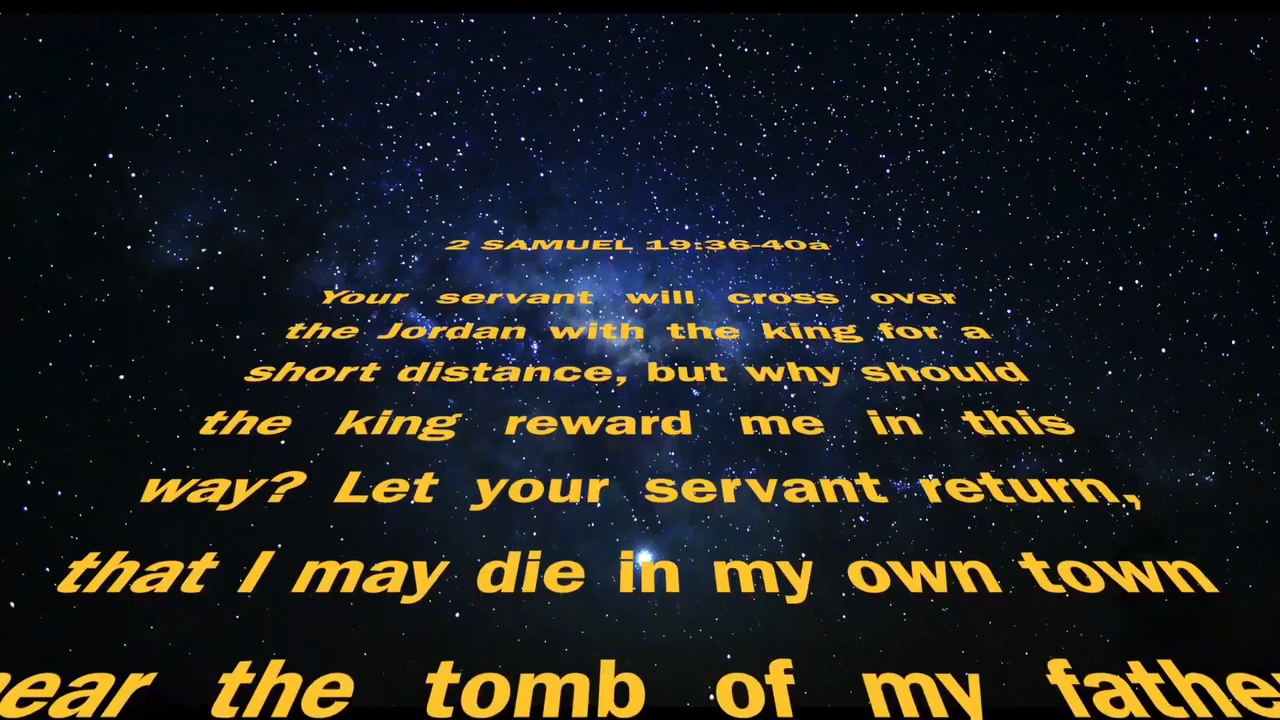 2 SAMUEL 19:36-40a
Your servant will cross over
the Jordan with the king for a
short distance, but why should
the king reward me in this
way? Let your servant return,
that I may die in my own town
the tomb of my